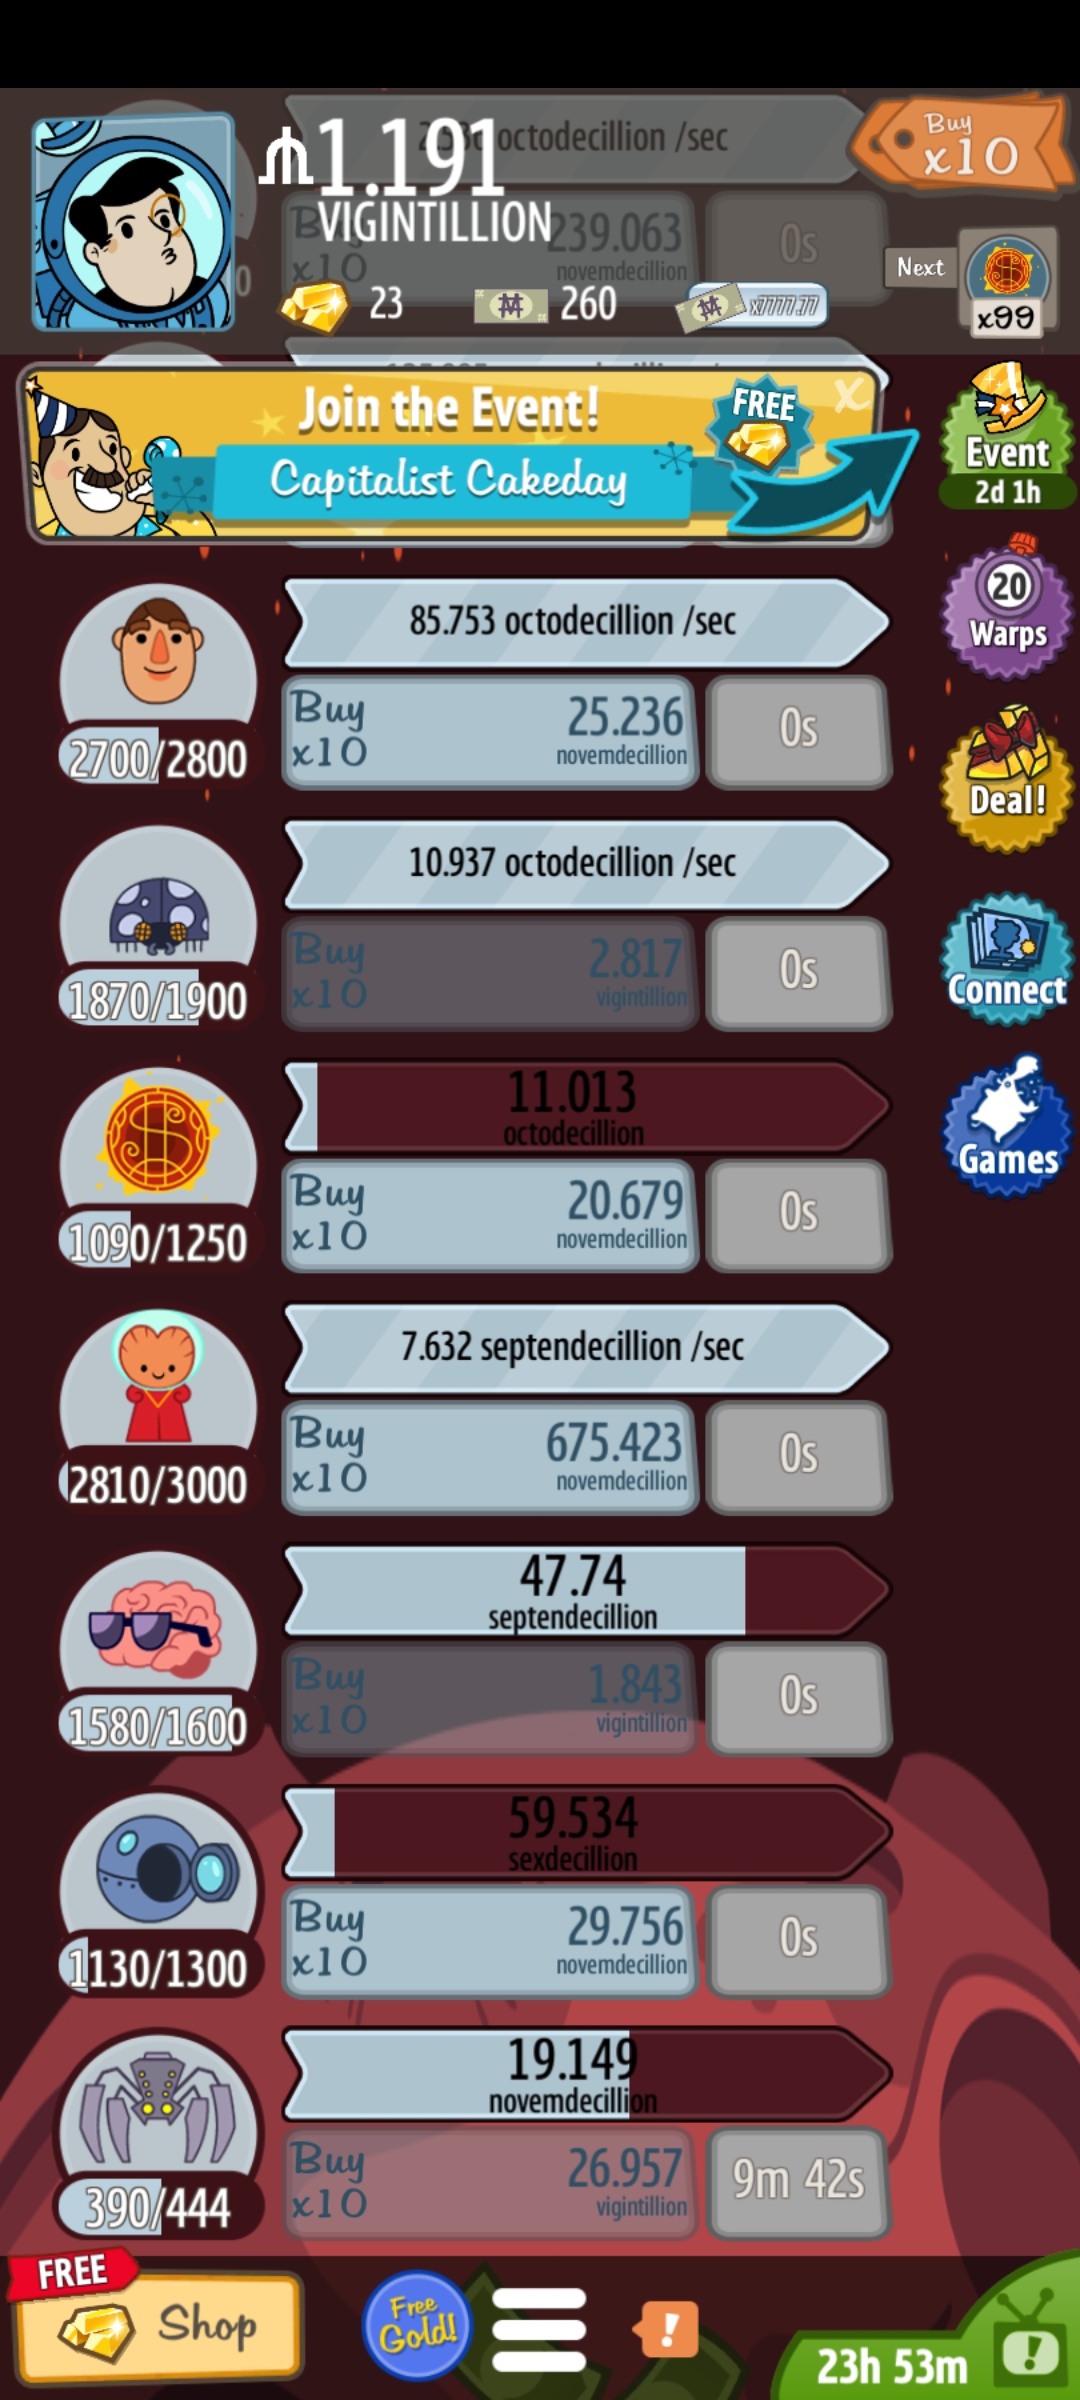 2.531 octodecillion /sec
1.191
VIGINTILLION
Buy
x10
Buy
x10
239.063
novemdecillion
0s
Next
x99
23
260
x7777.77
Join the Event!
Capitalist Cakeday
FREE
X
Event
2d 1h
85.753 octodecillion /sec
Buy
x10
25.236
novemdecillion
0s
2700/2800
20
Warps
Deal!
10.937 octodecillion /sec
Buy
x10
2.817
vigintillion
0s
1870/1900
Connect
11.013
octodecillion
Buy
x10
20.679
novemdecillion
0s
1090/1250
Games
7.632 septendecillion /sec
Buy
x10
675.423
novemdecillion
0s
2810/3000
47.74
septendecillion
Buy
x10
1.843
vigintillion
0s
1580/1600
59.534
sexdecillion
Buy
x10
29.756
novemdecillion
0s
1130/1300
19.149
novemdecillion
Buy
x10
26.957
vigintillion
9m 42s
390/444
FREE
Shop
Free
Gold!
!
23h 53m
!